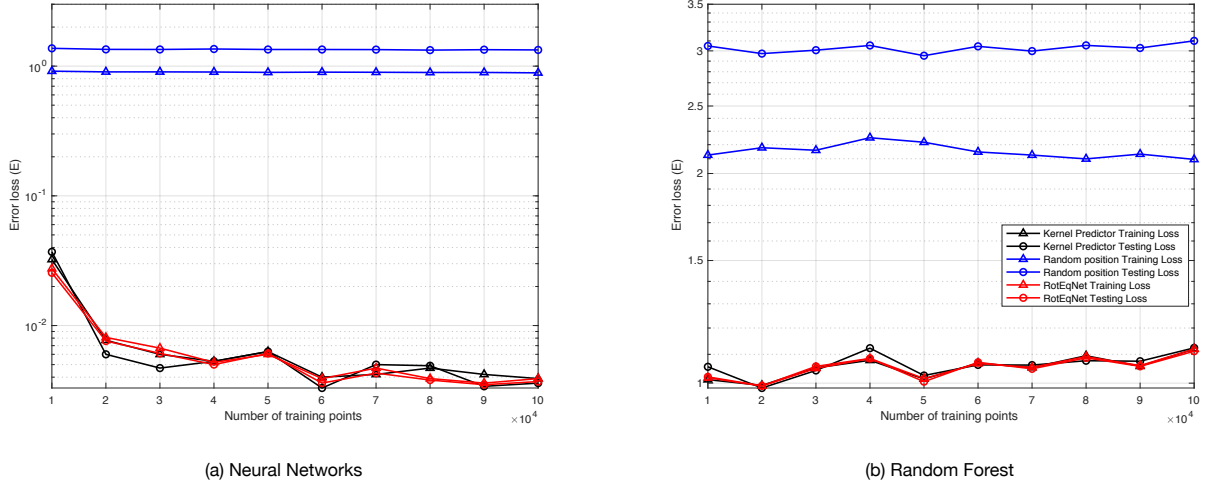 10^0
10^-1
10^-2
Error loss (E)
1 2 3 4 5 6 7 8 9 10
Number of training points
×10^4
(a) Neural Networks
3.5
3
2.5
2
1.5
1
Error loss (E)
Kernel Predictor Training Loss
Kernel Predictor Testing Loss
Random position Training Loss
Random position Testing Loss
RotEqNet Training Loss
RotEqNet Testing Loss
1 2 3 4 5 6 7 8 9 10
Number of training points
×10^4
(b) Random Forest